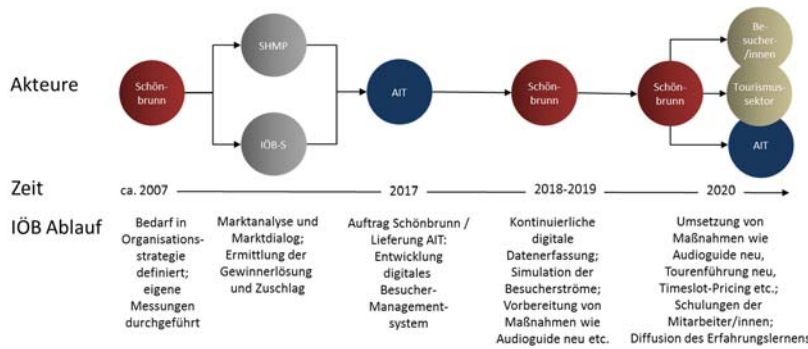 Akteure
Schön-
brunn
SHMP
IÖB-S
AIT
Schön-
brunn
Schön-
brunn
Be-
sucher-
/innen
Tourismus-
sektor
AIT
Zeit
ca. 2007
2017
2018-2019
2020
IÖB Ablauf
Bedarf in
Organisations-
strategie
definiert;
eigene
Messungen
durchgeführt
Marktanalyse und
Marktdialog;
Ermittlung der
Gewinnerlösung
und Zuschlag
Auftrag Schönbrunn /
Lieferung AIT:
Entwicklung
digitales
Besucher-
Management-
system
Kontinuierliche
digitale
Datenerfassung;
Simulation der
Besucherströme;
Vorbereitung von
Maßnahmen wie
Audioguide neu etc.
Umsetzung von
Maßnahmen wie
Audioguide neu,
Tourenführung neu,
Timeslot-Pricing etc.;
Schulungen der
Mitarbeiter/innen;
Diffusion des Erfahrungslernens